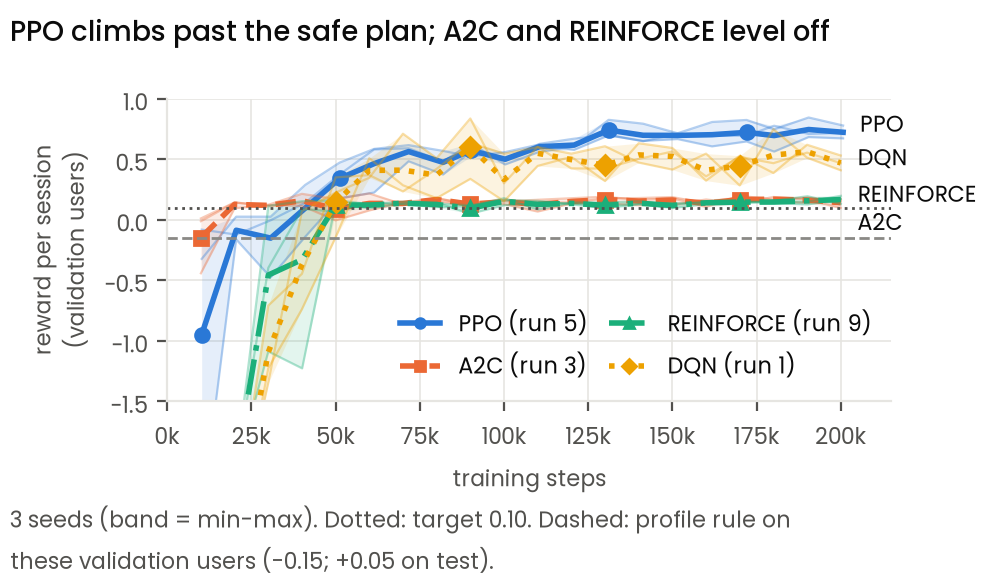 PPO climbs past the safe plan; A2C and REINFORCE level off
reward per session
(validation users)
1.0
0.5
0.0
−0.5
−1.0
−1.5
PPO
DQN
REINFORCE
A2C
PPO (run 5)
REINFORCE (run 9)
A2C (run 3)
DQN (run 1)
0k 25k 50k 75k 100k 125k 150k 175k 200k
training steps
3 seeds (band = min-max). Dotted: target 0.10. Dashed: profile rule on
these validation users (−0.15; +0.05 on test).